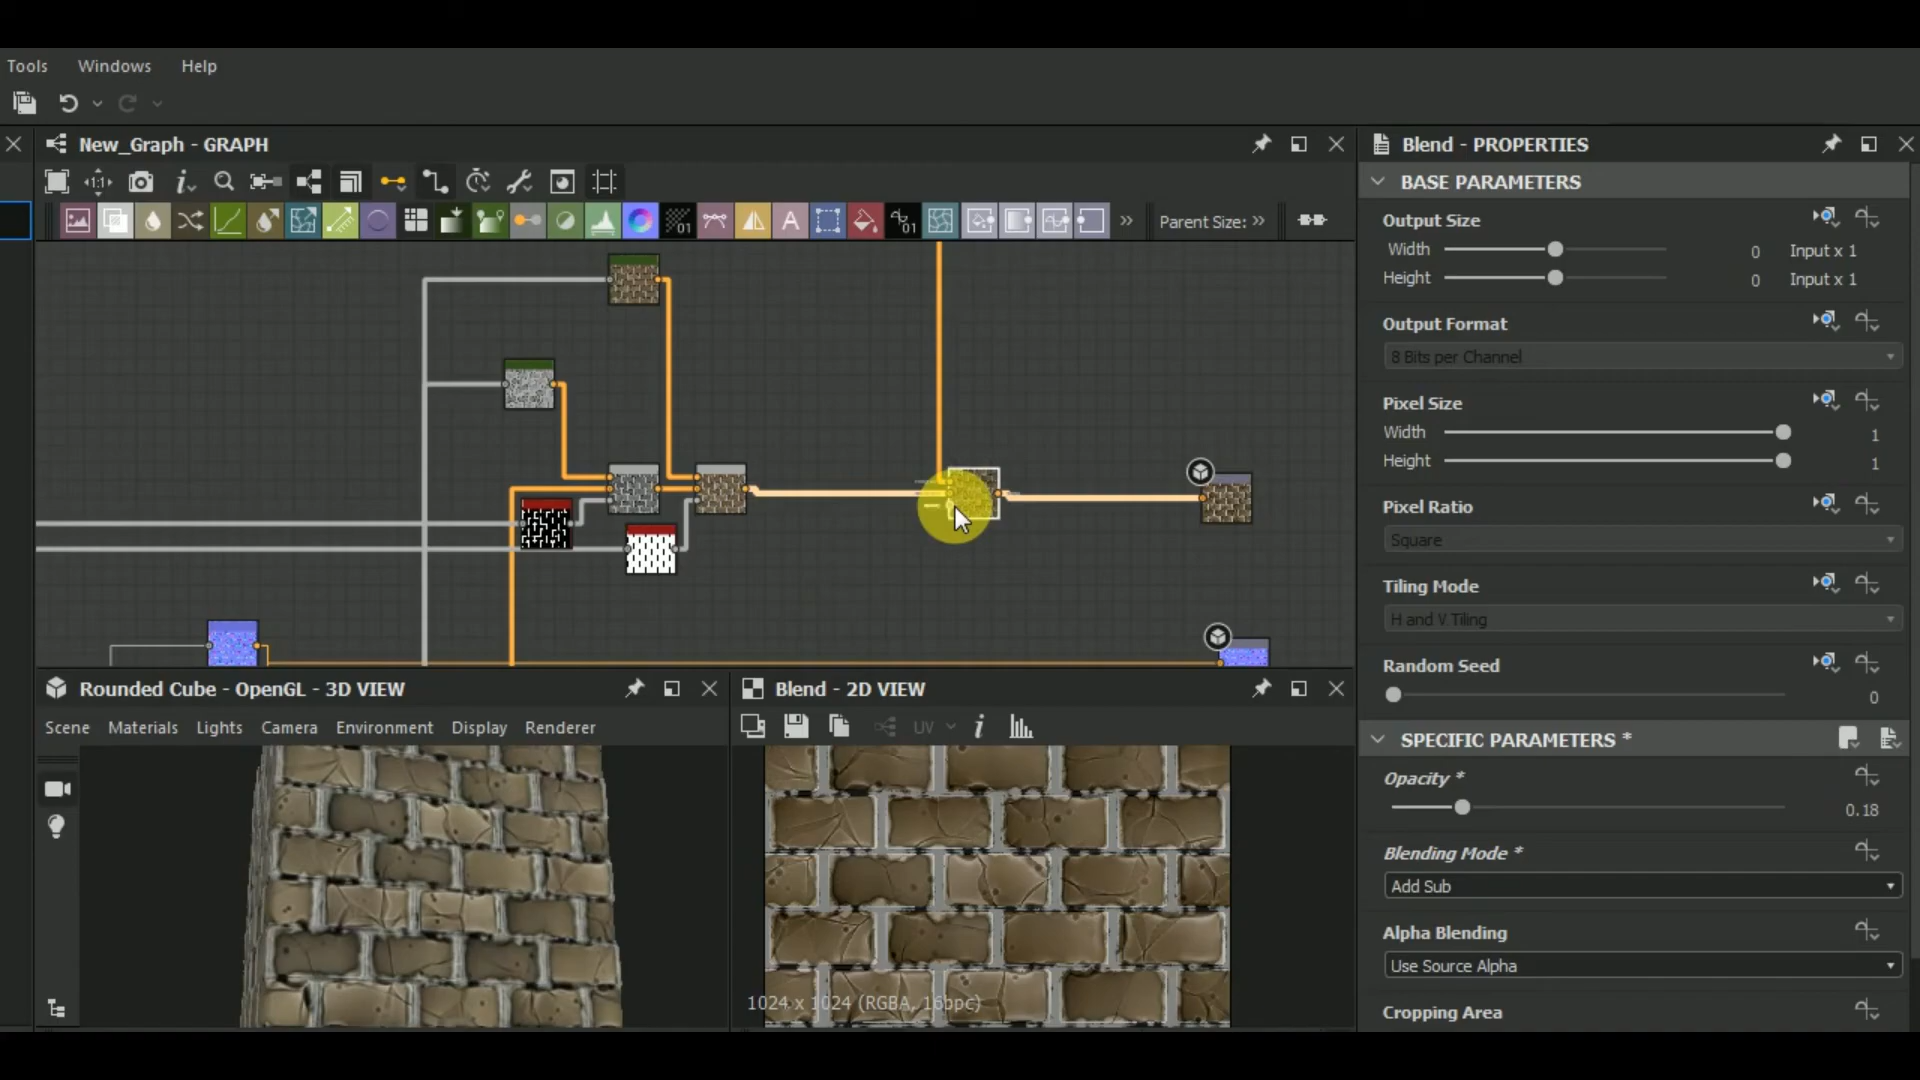 Tools Windows Help
New_Graph - GRAPH
Blend - PROPERTIES
1:1
BASE PARAMETERS
01
A
01
Parent Size:
Output Size
Width 0 Input x 1
Height 0 Input x 1
Output Format
8 Bits per Channel
Pixel Size
Width 1
Height 1
Pixel Ratio
Square
Tiling Mode
H and V Tiling
Random Seed
0
Rounded Cube - OpenGL - 3D VIEW
Scene Materials Lights Camera Environment Display Renderer
Blend - 2D VIEW
UV
1024 x 1024 (RGBA, 16bpc)
SPECIFIC PARAMETERS *
Opacity *
0.18
Blending Mode *
Add Sub
Alpha Blending
Use Source Alpha
Cropping Area